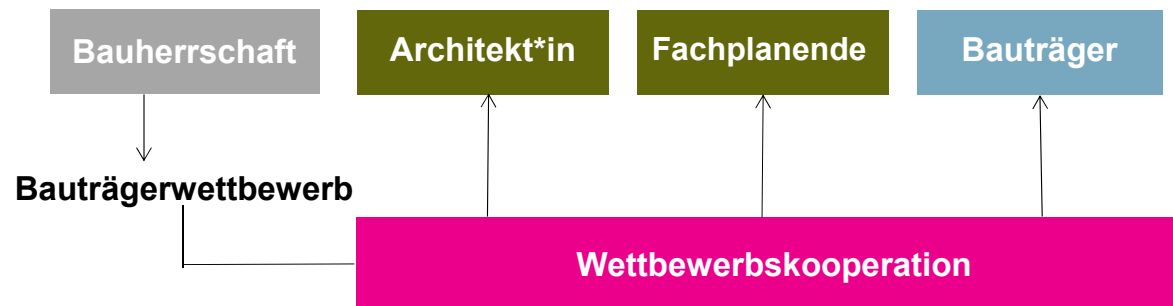 Bauherrschaft
Architekt*in
Fachplanende
Bauträger
Bauträgerwettbewerb
Wettbewerbskooperation